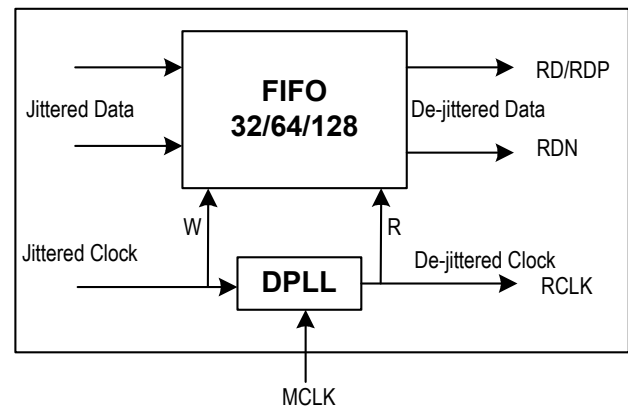 FIFO
32/64/128
Jittered Data
De-jittered Data
RD/RDP
RDN
W
R
Jittered Clock
De-jittered Clock
DPLL
RCLK
MCLK